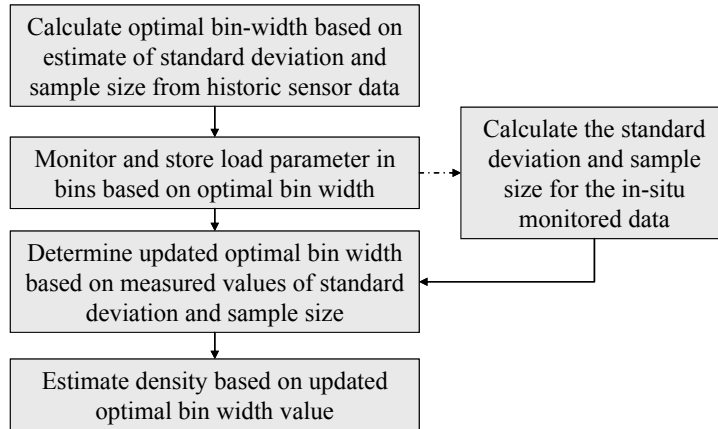 Calculate optimal bin-width based on
estimate of standard deviation and
sample size from historic sensor data
Monitor and store load parameter in
bins based on optimal bin width
Calculate the standard
deviation and sample
size for the in-situ
monitored data
Determine updated optimal bin width
based on measured values of standard
deviation and sample size
Estimate density based on updated
optimal bin width value